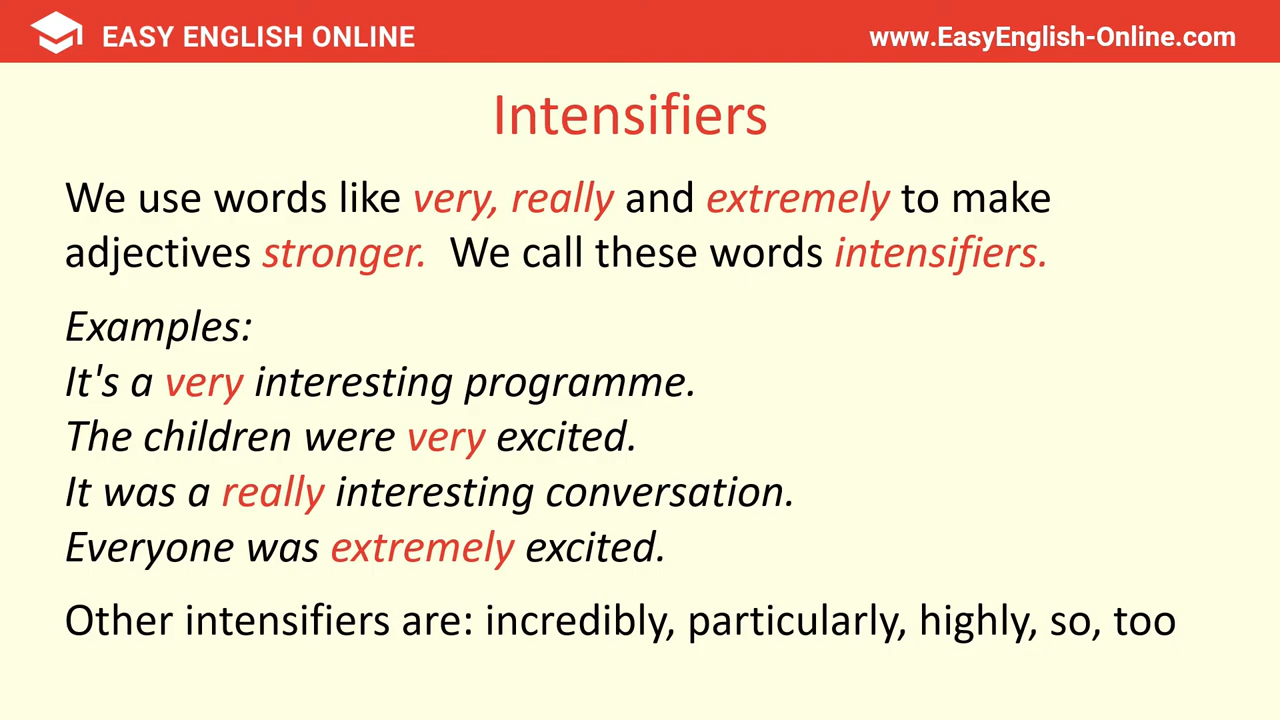 EASY ENGLISH ONLINE
www.EasyEnglish-Online.com
Intensifiers
We use words like very, really and extremely to make
adjectives stronger.  We call these words intensifiers.
Examples:
It's a very interesting programme.
The children were very excited.
It was a really interesting conversation.
Everyone was extremely excited.
Other intensifiers are: incredibly, particularly, highly, so, too